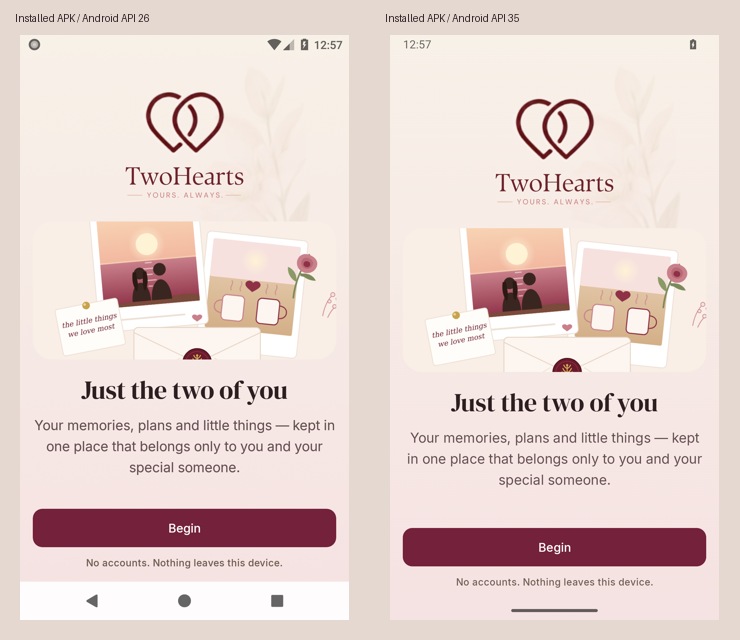 Installed APK / Android API 26
12:57
TwoHearts
YOURS. ALWAYS.
the little things
we love most
Just the two of you
Your memories, plans and little things — kept in
one place that belongs only to you and your
special someone.
Begin
No accounts. Nothing leaves this device.
Installed APK / Android API 35
12:57
TwoHearts
YOURS. ALWAYS.
the little things
we love most
Just the two of you
Your memories, plans and little things — kept
in one place that belongs only to you and your
special someone.
Begin
No accounts. Nothing leaves this device.